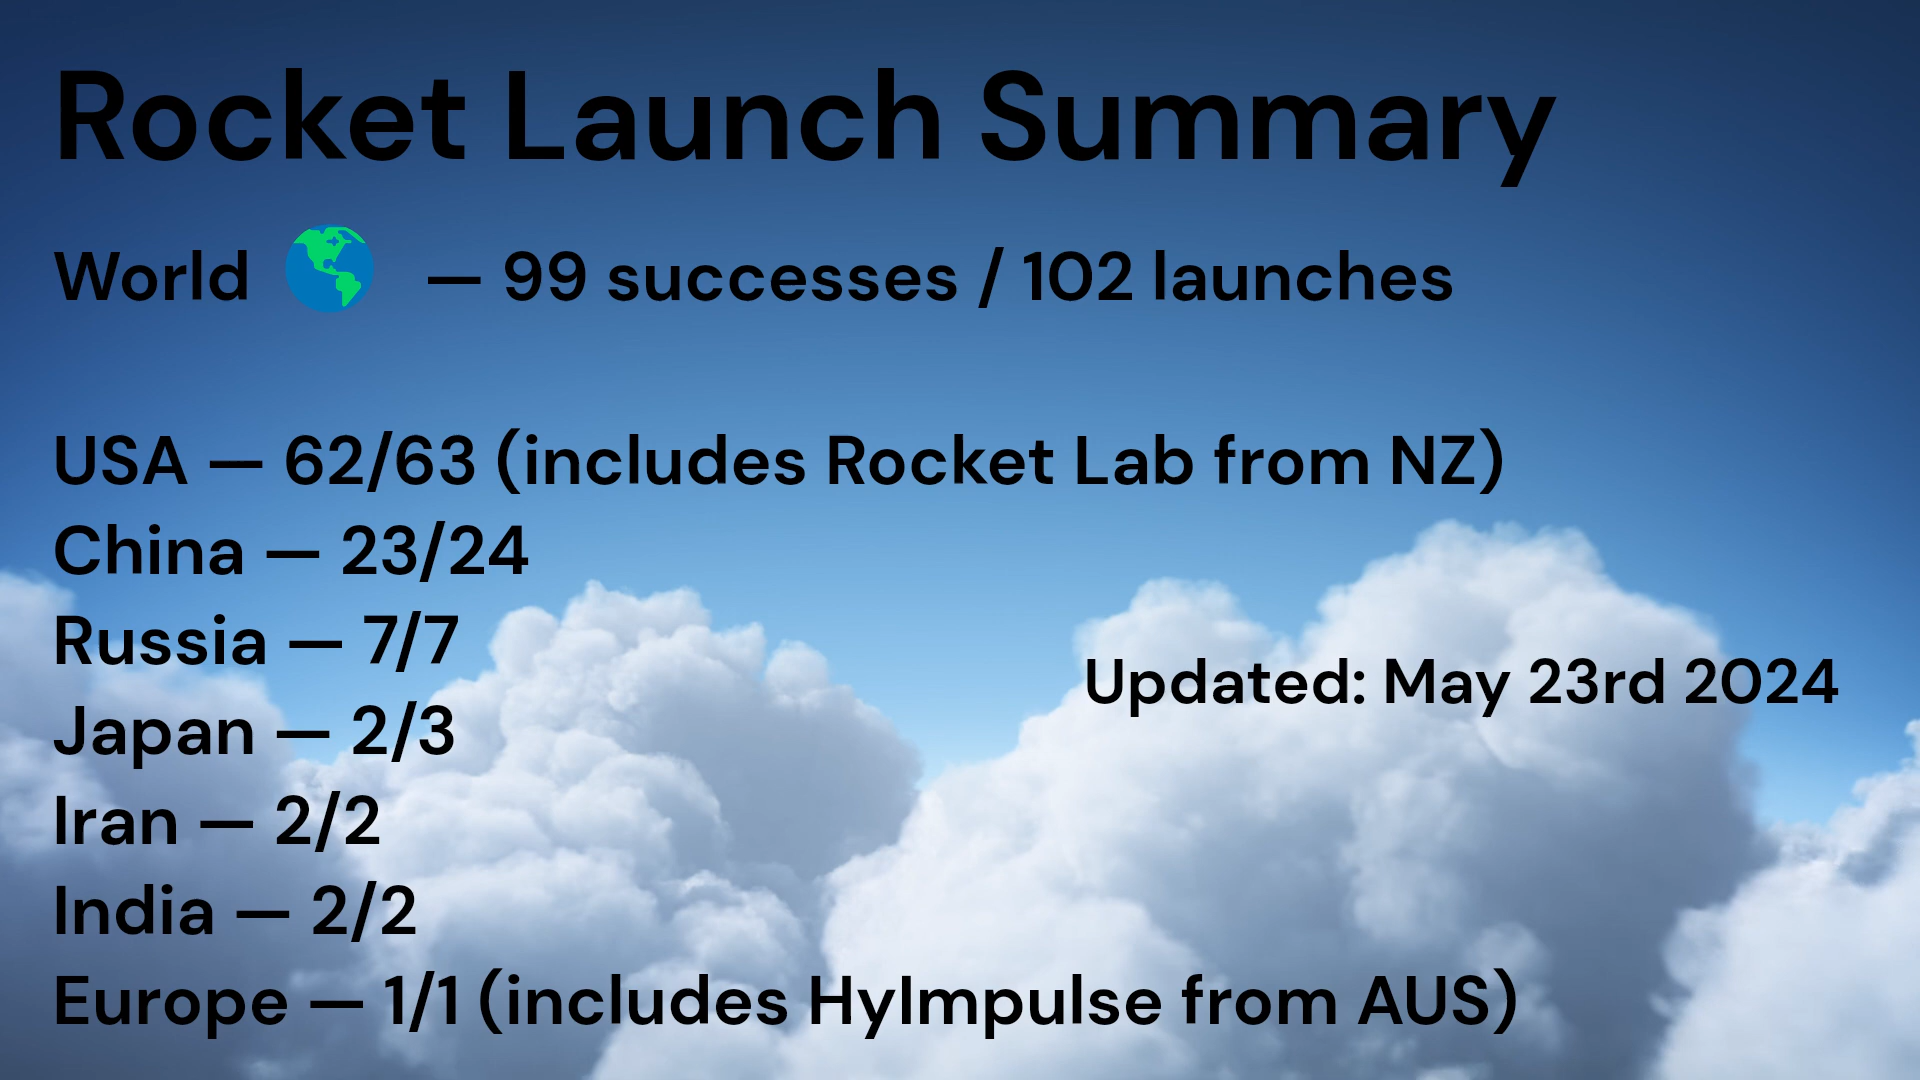 Rocket Launch Summary
World 🌎 — 99 successes / 102 launches
USA — 62/63 (includes Rocket Lab from NZ)
China — 23/24
Russia — 7/7
Updated: May 23rd 2024
Japan — 2/3
Iran — 2/2
India — 2/2
Europe — 1/1 (includes HyImpulse from AUS)